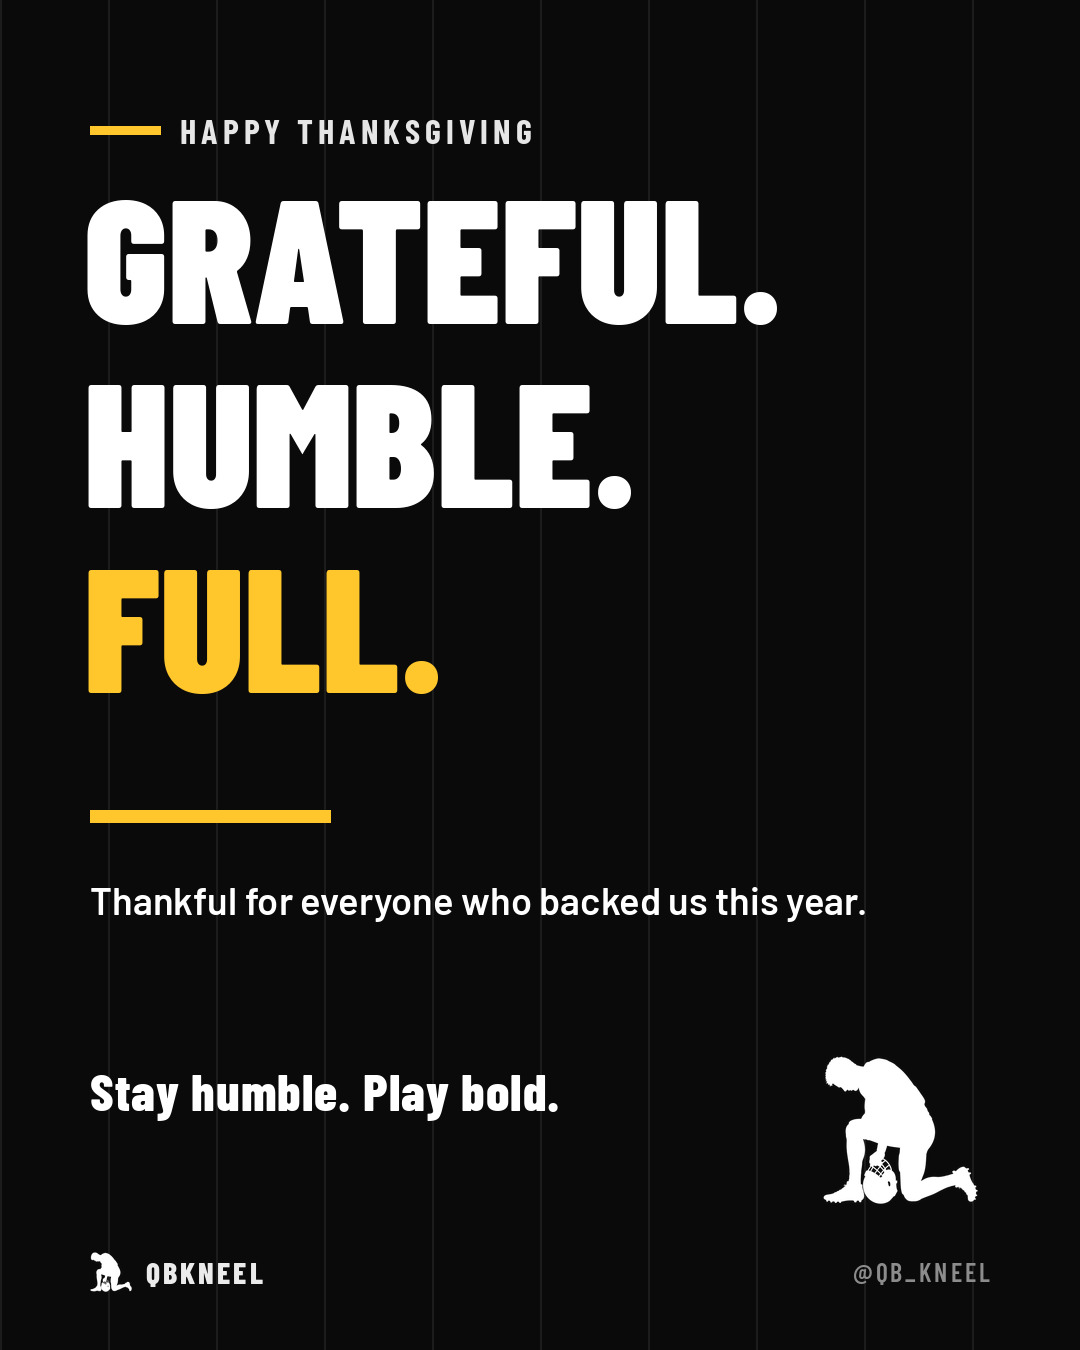 HAPPY THANKSGIVING
GRATEFUL.
HUMBLE.
FULL.
Thankful for everyone who backed us this year.
Stay humble. Play bold.
QBKNEEL
@QB_KNEEL